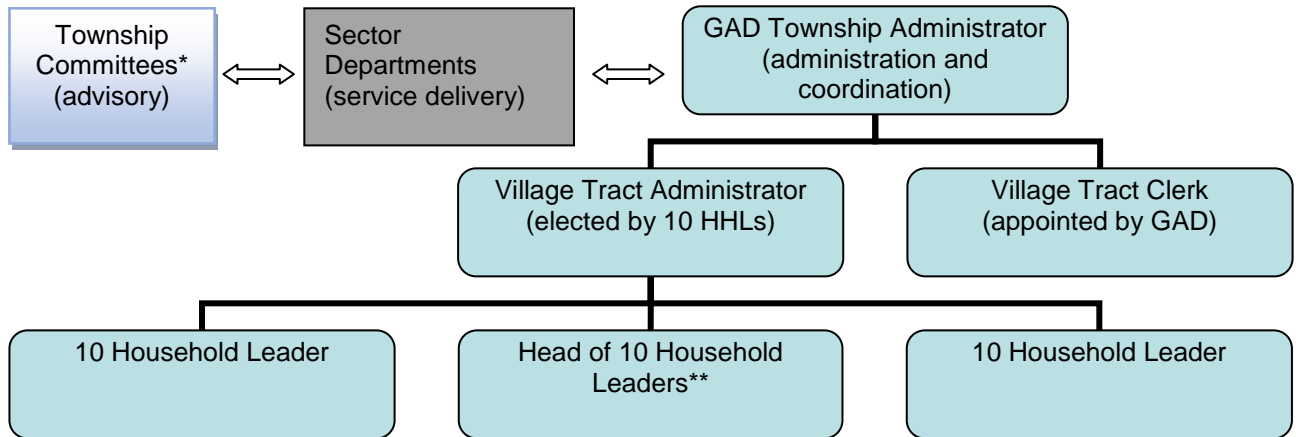 Township
Committees*
(advisory)
Sector
Departments
(service delivery)
GAD Township Administrator
(administration and
coordination)
Village Tract Administrator
(elected by 10 HHLs)
Village Tract Clerk
(appointed by GAD)
10 Household Leader
Head of 10 Household
Leaders**
10 Household Leader